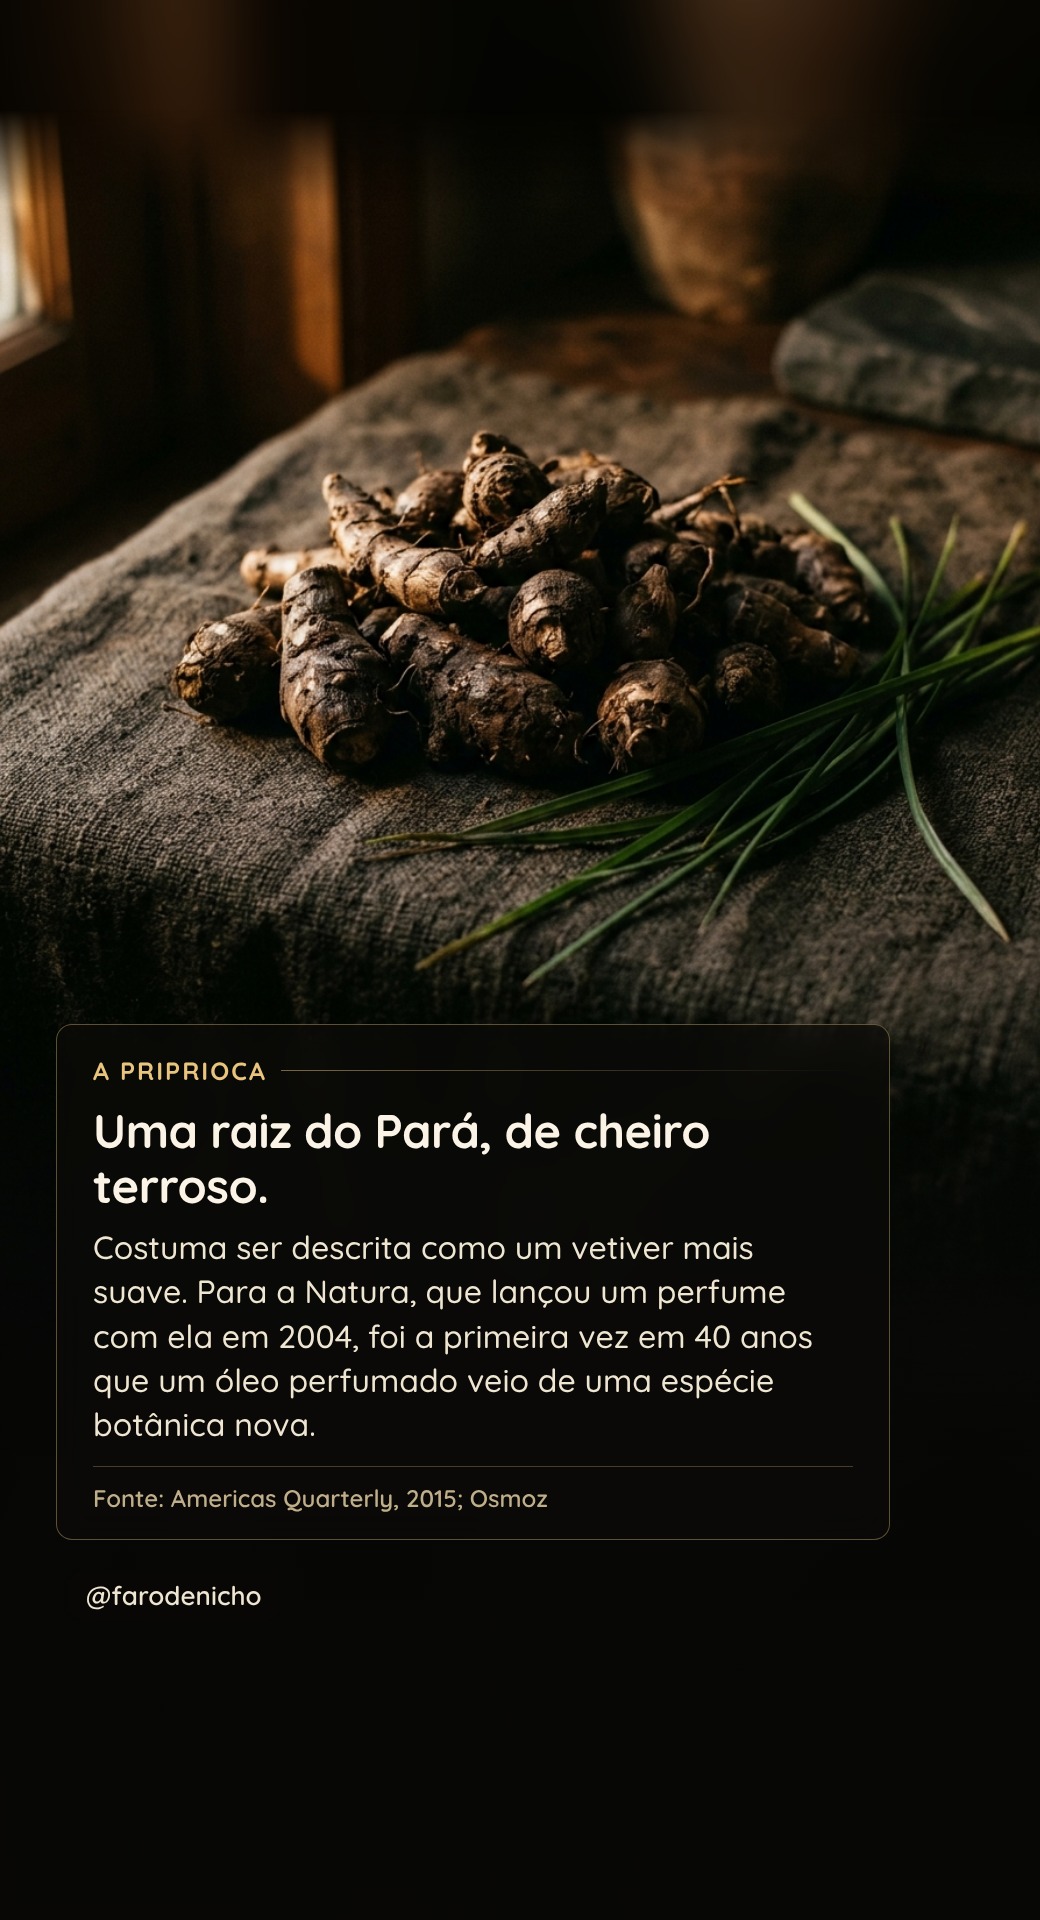 A PRIPRIOCA
Uma raiz do Pará, de cheiro
terroso.
Costuma ser descrita como um vetiver mais
suave. Para a Natura, que lançou um perfume
com ela em 2004, foi a primeira vez em 40 anos
que um óleo perfumado veio de uma espécie
botânica nova.
Fonte: Americas Quarterly, 2015; Osmoz
@farodenicho